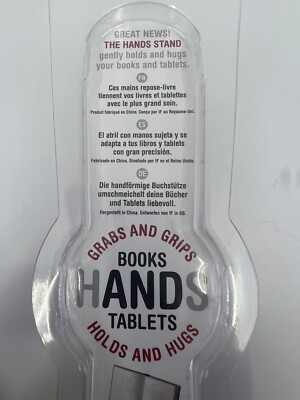 GREAT NEWS!
THE HANDS STAND
gently holds and hugs
your books and tablets.
FR
Ces mains repose-livre
tiennent vos livres et tablettes
avec le plus grand soin.
Produit fabriqué en Chine. Conçu par IF au Royaume-Uni.
ES
El atril con manos sujeta y se
adapta a tus libros y tablets
con gran precisión.
Fabricado en China. Diseñado por IF en el Reino Unido.
DE
Die handförmige Buchstütze
umschmeichelt deine Bücher
und Tablets liebevoll.
Hergestellt in China. Entworfen von IF in GB.
GRABS AND GRIPS
BOOKS
HANDS
TABLETS
HOLDS AND HUGS